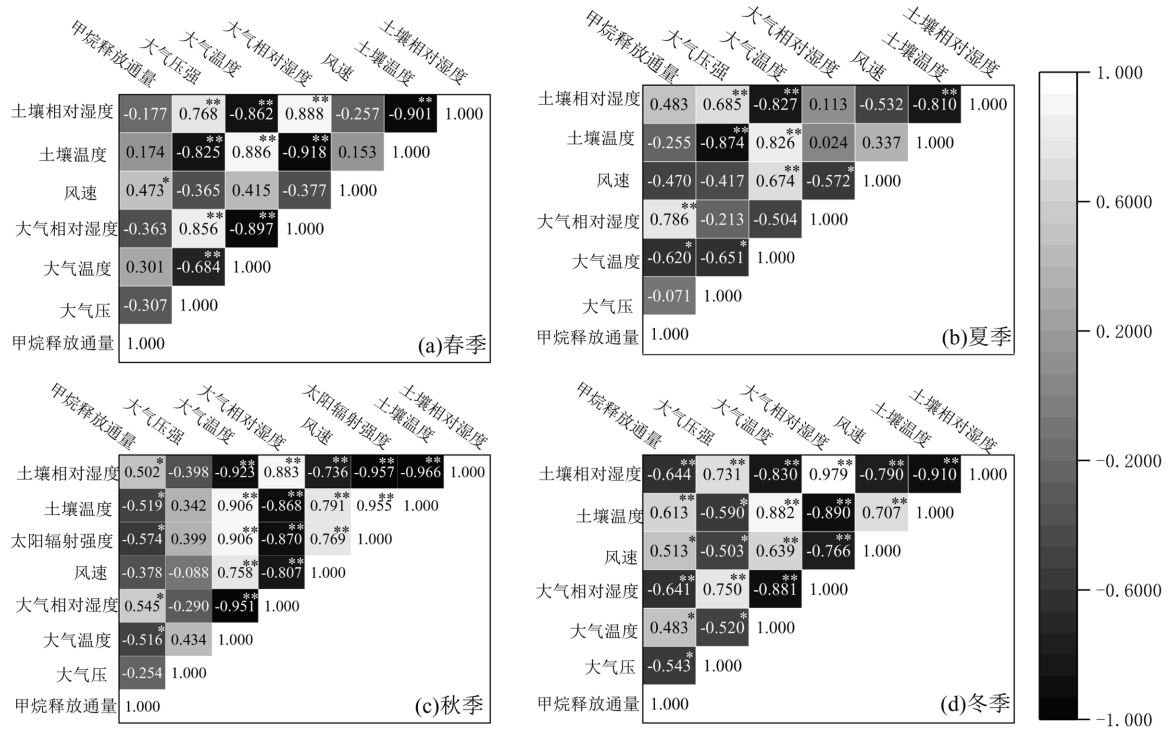 甲烷释放通量 大气压强 大气温度 大气相对湿度 风速 土壤温度 土壤相对湿度
土壤相对湿度 -0.177 0.768** -0.862** 0.888** -0.257 -0.901** 1.000
土壤温度 0.174 -0.825** 0.886** -0.918** 0.153 1.000
风速 0.473* -0.365 0.415 -0.377 1.000
大气相对湿度 -0.363 0.856** -0.897** 1.000
大气温度 0.301 -0.684** 1.000
大气压 -0.307 1.000
甲烷释放通量 1.000
(a)春季
甲烷释放通量 大气压强 大气温度 大气相对湿度 风速 土壤温度 土壤相对湿度
土壤相对湿度 0.483 0.685** -0.827** 0.113 -0.532 -0.810** 1.000
土壤温度 -0.255 -0.874** 0.826** 0.024 0.337 1.000
风速 -0.470 -0.417 0.674** -0.572* 1.000
大气相对湿度 0.786** -0.213 -0.504 1.000
大气温度 -0.620* -0.651* 1.000
大气压 -0.071 1.000
甲烷释放通量 1.000
(b)夏季
甲烷释放通量 大气压强 大气温度 大气相对湿度 风速 太阳辐射强度 土壤温度 土壤相对湿度
土壤相对湿度 0.502* -0.398 -0.923** 0.883** -0.736** -0.957** -0.966** 1.000
土壤温度 -0.519* 0.342 0.906** -0.868** 0.791** 0.955** 1.000
太阳辐射强度 -0.574* 0.399 0.906** -0.870** 0.769** 1.000
风速 -0.378 -0.088 0.758** -0.807** 1.000
大气相对湿度 0.545* -0.290 -0.951** 1.000
大气温度 -0.516* 0.434 1.000
大气压 -0.254 1.000
甲烷释放通量 1.000
(c)秋季
甲烷释放通量 大气压强 大气温度 大气相对湿度 风速 土壤温度 土壤相对湿度
土壤相对湿度 -0.644** 0.731** -0.830** 0.979** -0.790** -0.910** 1.000
土壤温度 0.613** -0.590* 0.882** -0.890** 0.707** 1.000
风速 0.513* -0.503* 0.639** -0.766** 1.000
大气相对湿度 -0.641** 0.750** -0.881** 1.000
大气温度 0.483* -0.520* 1.000
大气压 -0.543* 1.000
甲烷释放通量 1.000
(d)冬季
1.000
0.6000
0.2000
-0.2000
-0.6000
-1.000